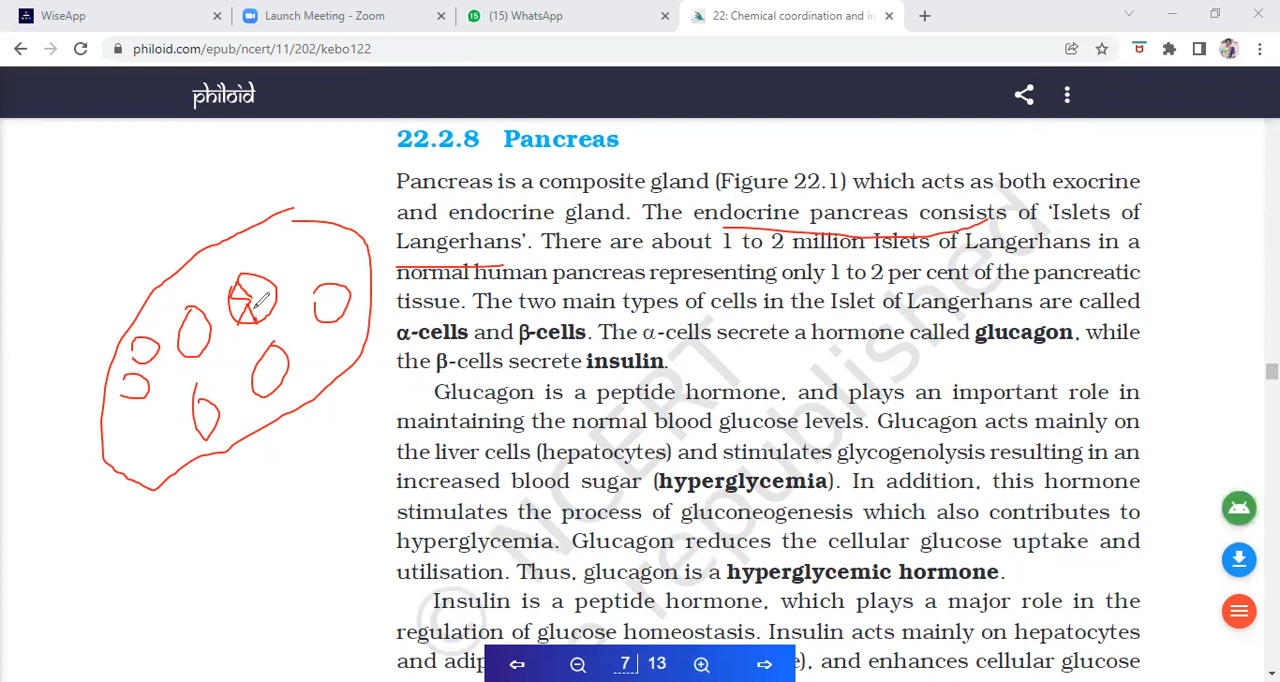 WiseApp
Launch Meeting - Zoom
(15) WhatsApp
22: Chemical coordination and in
philoid.com/epub/ncert/11/202/kebo122
philoid
22.2.8 Pancreas
Pancreas is a composite gland (Figure 22.1) which acts as both exocrine
and endocrine gland. The endocrine pancreas consists of ‘Islets of
Langerhans’. There are about 1 to 2 million Islets of Langerhans in a
normal human pancreas representing only 1 to 2 per cent of the pancreatic
tissue. The two main types of cells in the Islet of Langerhans are called
α-cells and β-cells. The α-cells secrete a hormone called glucagon, while
the β-cells secrete insulin.
Glucagon is a peptide hormone, and plays an important role in
maintaining the normal blood glucose levels. Glucagon acts mainly on
the liver cells (hepatocytes) and stimulates glycogenolysis resulting in an
increased blood sugar (hyperglycemia). In addition, this hormone
stimulates the process of gluconeogenesis which also contributes to
hyperglycemia. Glucagon reduces the cellular glucose uptake and
utilisation. Thus, glucagon is a hyperglycemic hormone.
Insulin is a peptide hormone, which plays a major role in the
regulation of glucose homeostasis. Insulin acts mainly on hepatocytes
and adip ), and enhances cellular glucose
7 | 13
© NCERT
republished